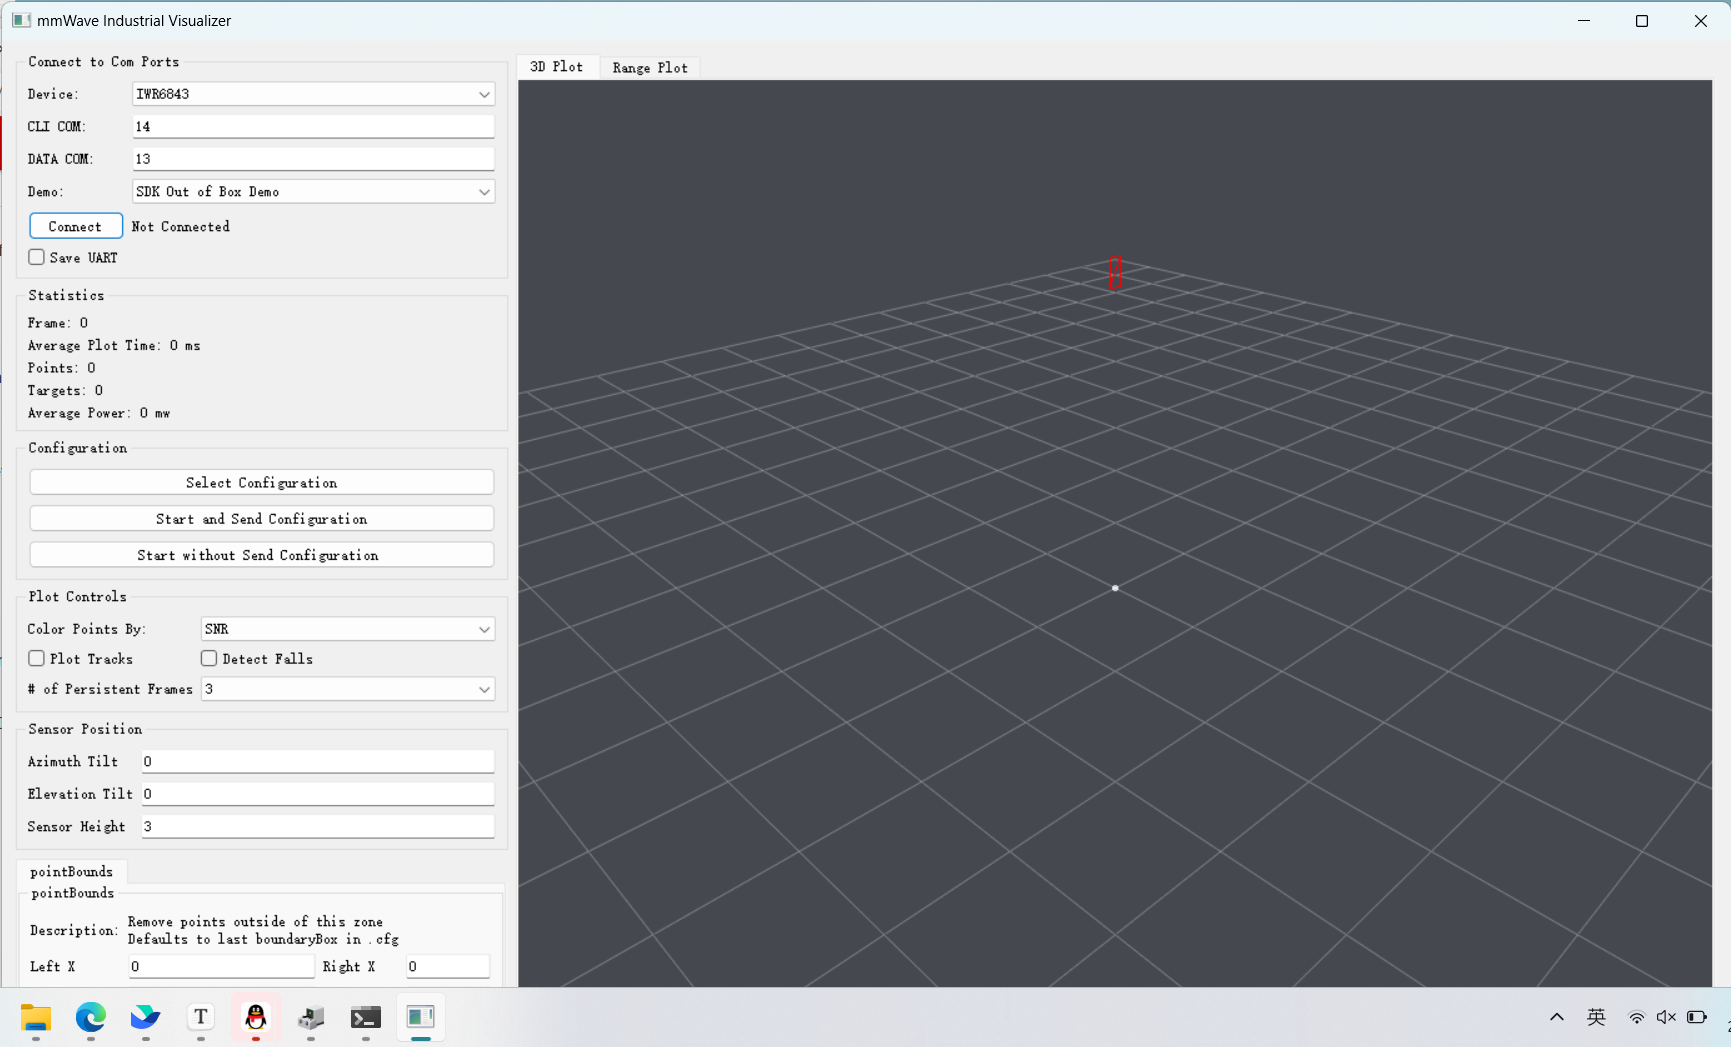 mmWave Industrial Visualizer
Connect to Com Ports
Device: IWR6843
CLI COM: 14
DATA COM: 13
Demo: SDK Out of Box Demo
Connect Not Connected
Save UART
Statistics
Frame: 0
Average Plot Time: 0 ms
Points: 0
Targets: 0
Average Power: 0 mw
Configuration
Select Configuration
Start and Send Configuration
Start without Send Configuration
Plot Controls
Color Points By: SNR
Plot Tracks Detect Falls
# of Persistent Frames 3
Sensor Position
Azimuth Tilt 0
Elevation Tilt 0
Sensor Height 3
pointBounds
pointBounds
Description: Remove points outside of this zone
Defaults to last boundaryBox in .cfg
Left X 0 Right X 0
3D Plot Range Plot
T
英